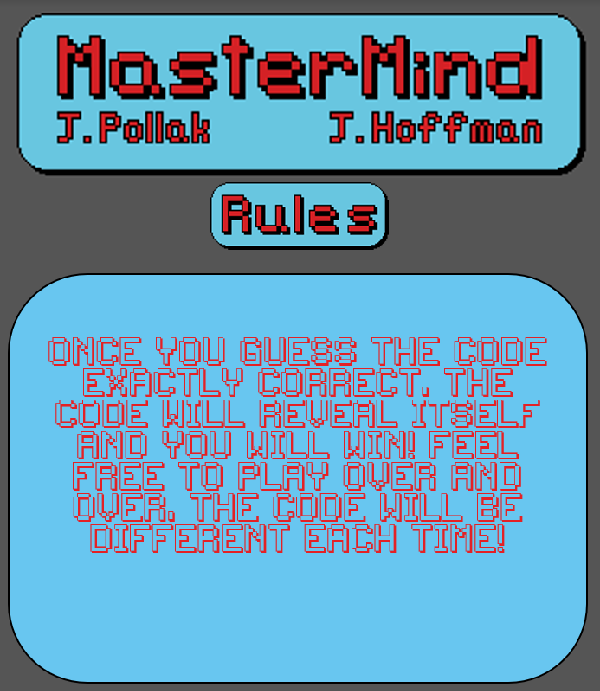 MasterMind
J.Pollak J.Hoffman
Rules
ONCE YOU GUESS THE CODE
EXACTLY CORRECT, THE
CODE WILL REVEAL ITSELF
AND YOU WILL WIN! FEEL
FREE TO PLAY OVER AND
OVER, THE CODE WILL BE
DIFFERENT EACH TIME!